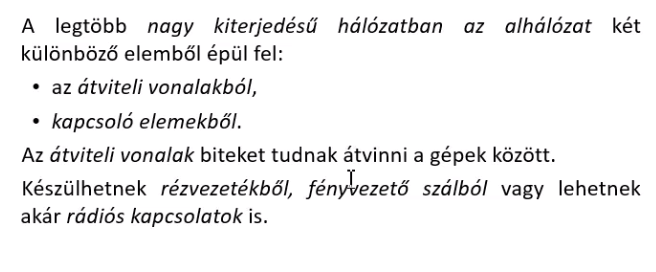 A legtöbb nagy kiterjedésű hálózatban az alhálózat két
különböző elemből épül fel:
• az átviteli vonalakból,
• kapcsoló elemekből.
Az átviteli vonalak biteket tudnak átvinni a gépek között.
Készülhetnek rézvezetékből, fényvezető szálból vagy lehetnek
akár rádiós kapcsolatok is.